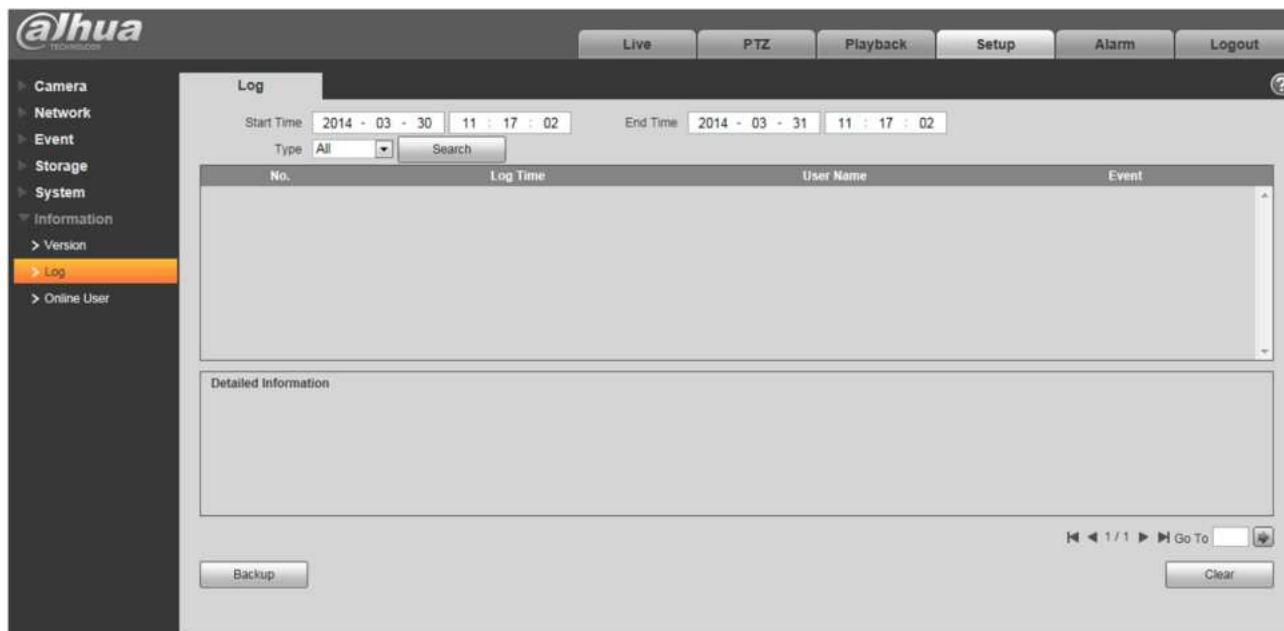 alhua
TECHNOLOGY
Live PTZ Playback Setup Alarm Logout
Camera
Network
Event
Storage
System
Information
> Version
> Log
> Online User
Log
?
Start Time 2014 - 03 - 30 11 : 17 : 02 End Time 2014 - 03 - 31 11 : 17 : 02
Type All Search
No. Log Time User Name Event
Detailed Information
1 / 1 Go To
Backup Clear